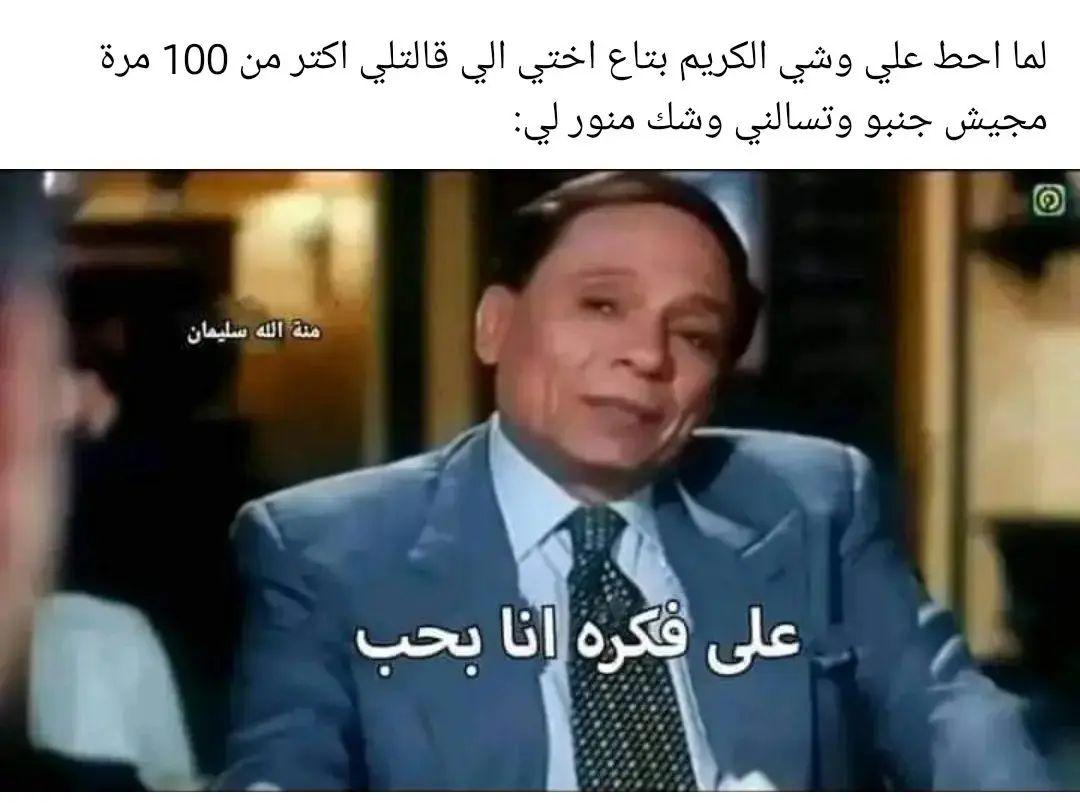 لما احط علي وشي الكريم بتاع اختي الي قالتلي اكتر من 100 مرة
مجيش جنبو وتسالني وشك منور لي:
منة الله سليمان
على فكره انا بحب